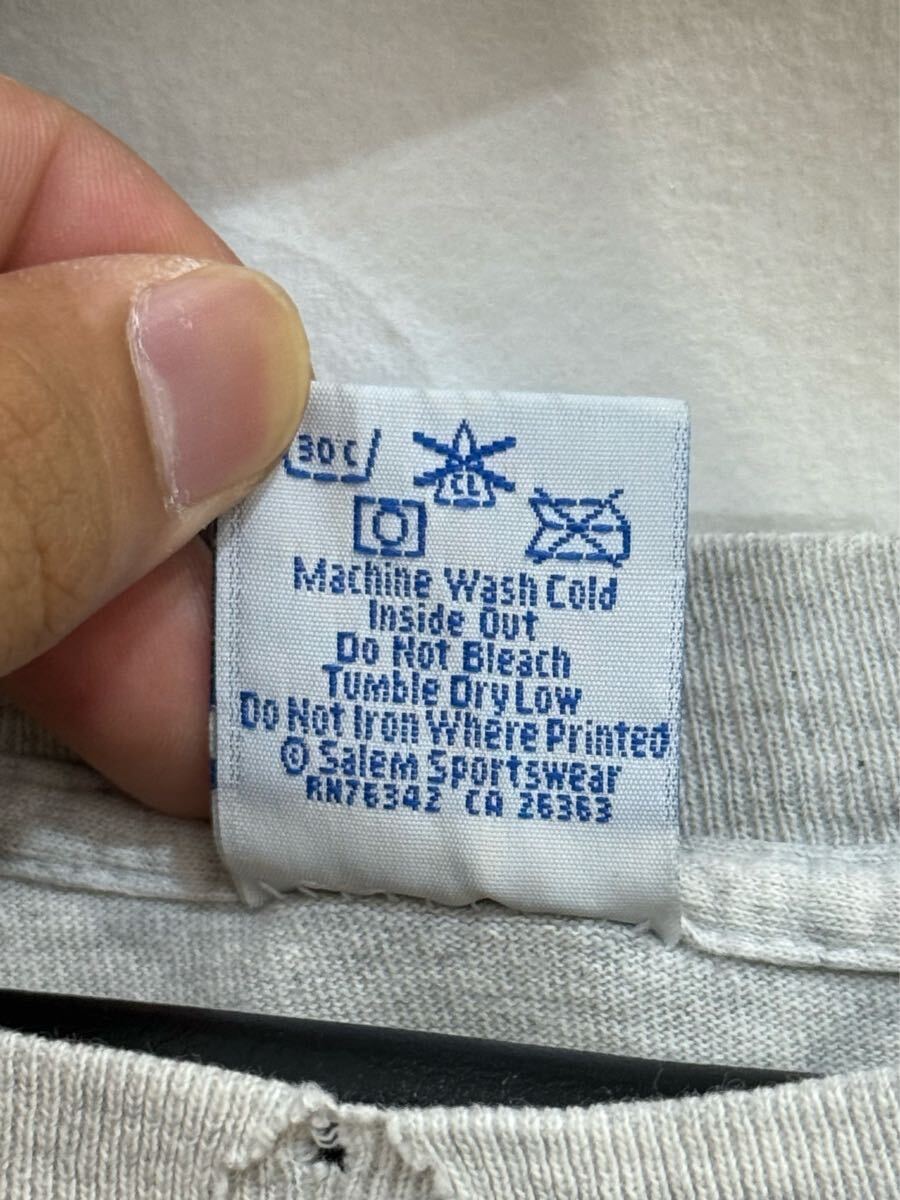 30°C
CL
Machine Wash Cold
Inside Out
Do Not Bleach
Tumble Dry Low
Do Not Iron Where Printed
© Salem Sportswear
RN76342 CA 26363